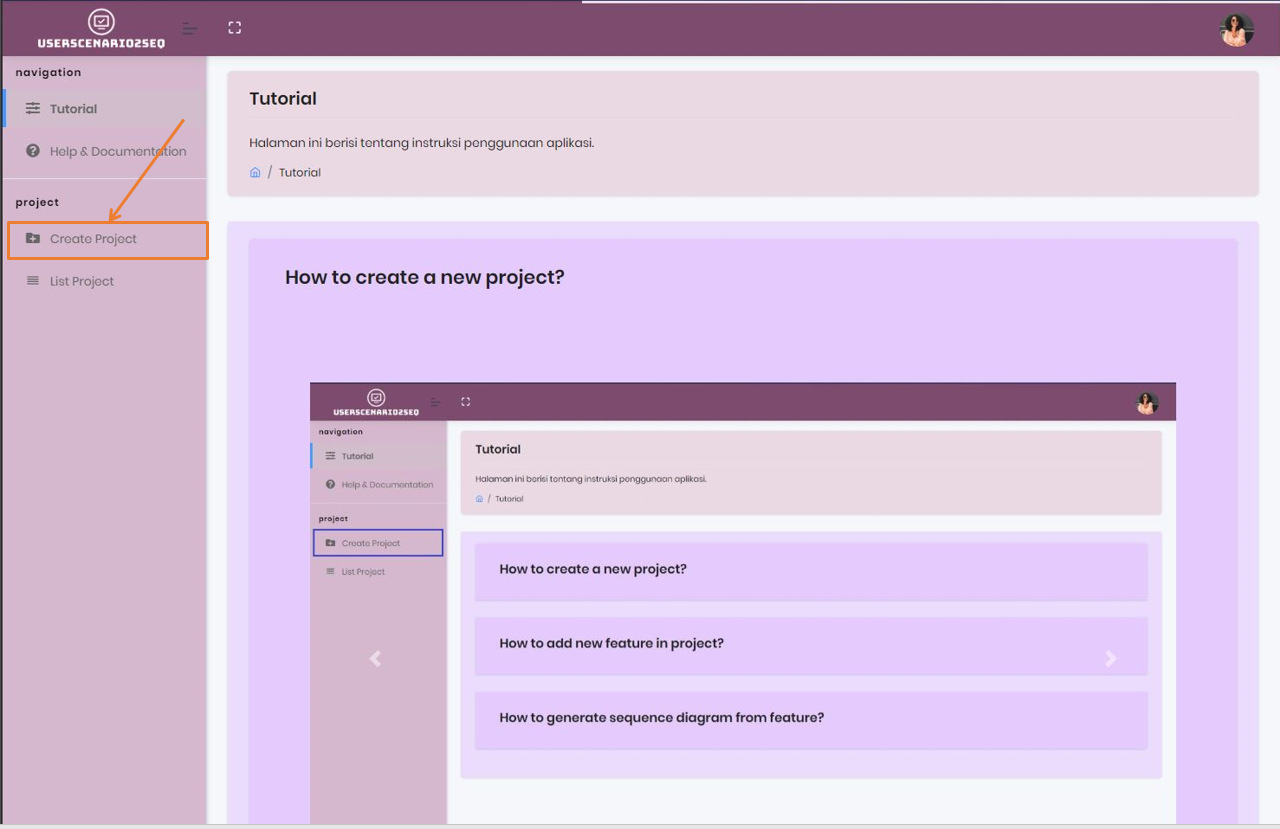 USERSCENARIO2SEQ
navigation
Tutorial
Help & Documentation
project
Create Project
List Project
Tutorial
Halaman ini berisi tentang instruksi penggunaan aplikasi.
/ Tutorial
How to create a new project?
USERSCENARIO2SEQ
navigation
Tutorial
Help & Documentation
project
Create Project
List Project
Tutorial
Halaman ini berisi tentang instruksi penggunaan aplikasi.
/ Tutorial
How to create a new project?
How to add new feature in project?
How to generate sequence diagram from feature?